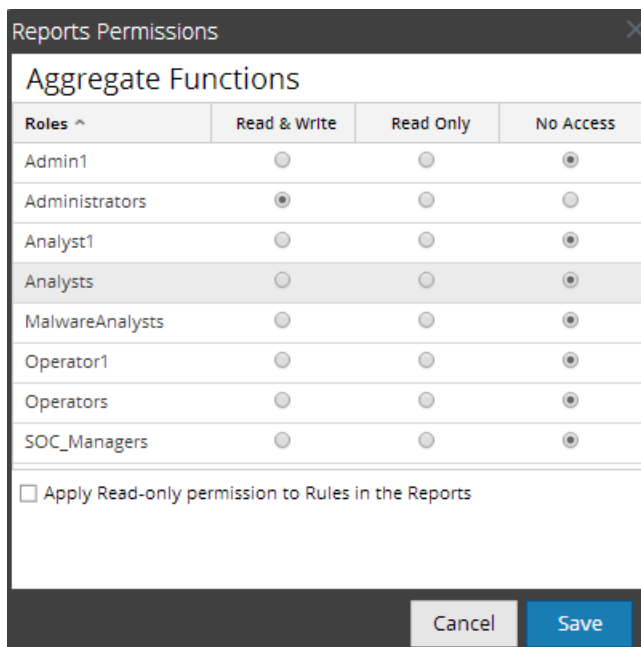 Reports Permissions
Aggregate Functions
Roles Read & Write Read Only No Access
Admin1
Administrators
Analyst1
Analysts
MalwareAnalysts
Operator1
Operators
SOC_Managers
Apply Read-only permission to Rules in the Reports
Cancel Save